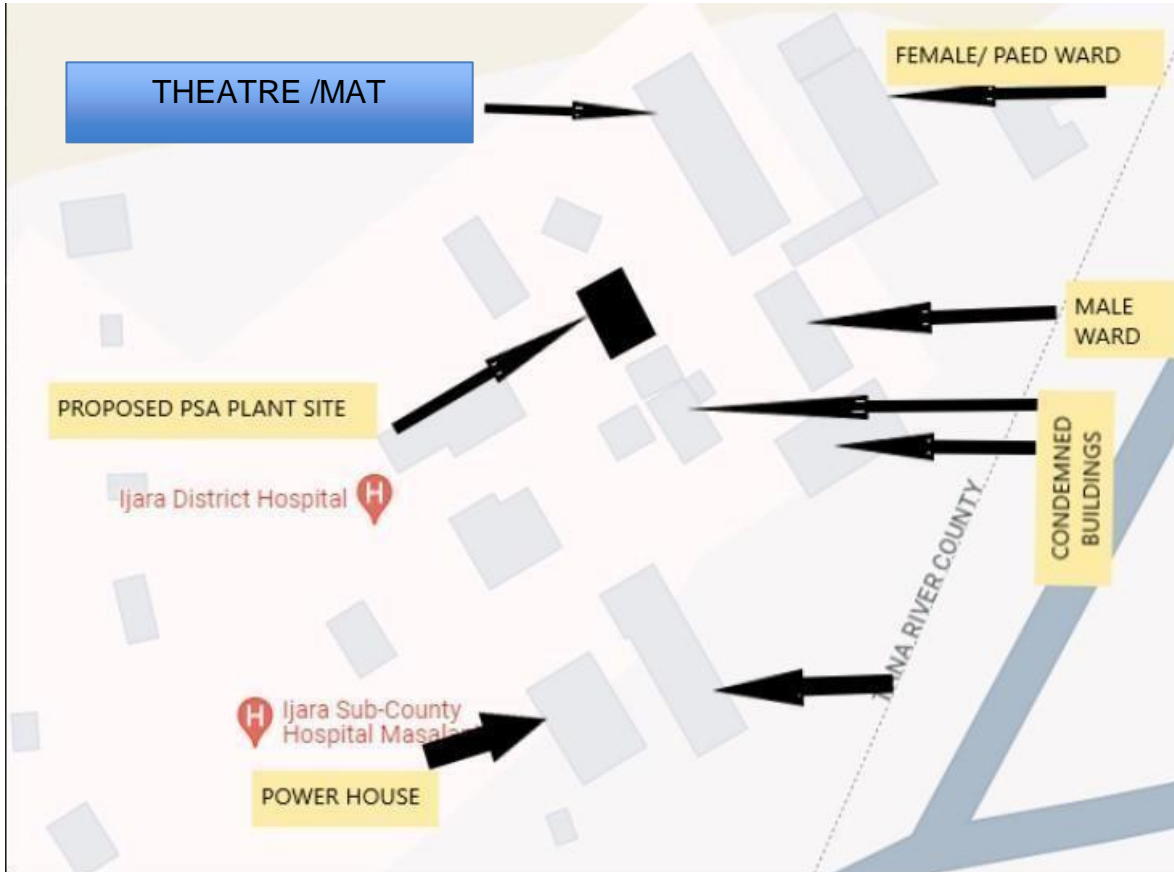 THEATRE /MAT
FEMALE/ PAED WARD
MALE
WARD
PROPOSED PSA PLANT SITE
CONDEMNED
BUILDINGS
Ijara District Hospital
H
TANA RIVER COUNTY
H
Ijara Sub-County
Hospital
POWER HOUSE